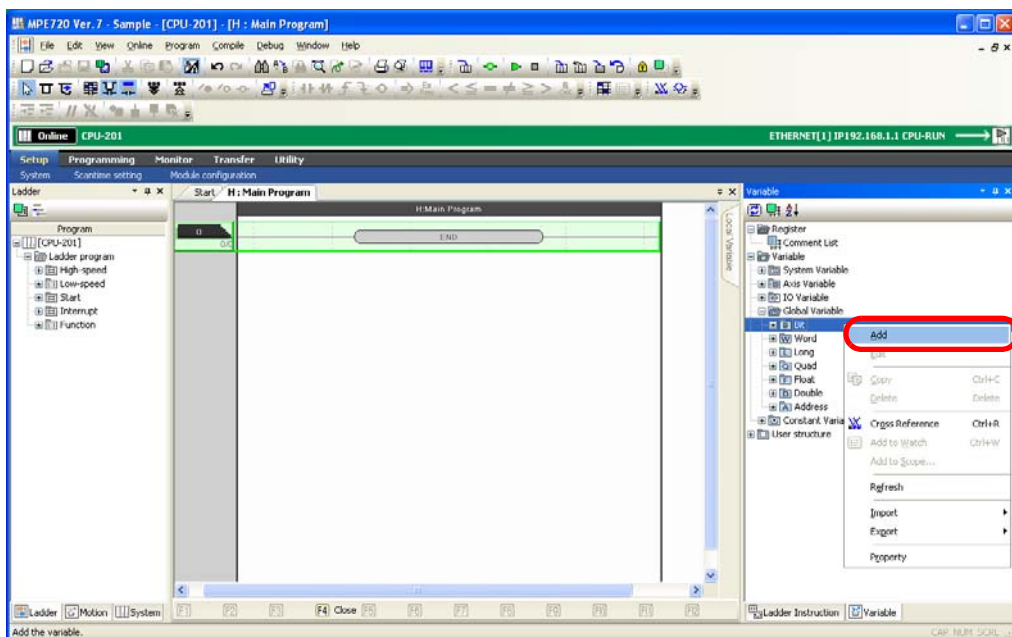 MPE720 Ver. 7 - Sample - [CPU-201] - [H : Main Program]
File Edit View Online Program Compile Debug Window Help
Online CPU-201 ETHERNET[1] IP192.168.1.1 CPU-RUN
Setup Programming Monitor Transfer Utility
System Scantime setting Module configuration
Ladder
Start H : Main Program
Variable
H:Main Program
Program
[CPU-201]
Ladder program
High-speed
Low-speed
Start
Interrupt
Function
0
0/0
END
Local Variable
Register
Comment List
Variable
System Variable
Axis Variable
IO Variable
Global Variable
Bit
Word
Long
Quad
Float
Double
Address
Constant Varia
User structure
Add
Edit
Copy Ctrl+C
Delete Delete
Cross Reference Ctrl+R
Add to Watch Ctrl+W
Add to Scope...
Refresh
Import
Export
Property
Ladder Motion System
F1 F2 F3 F4 Close F5 F6 F7 F8 F9 F10 F11 F12
Ladder Instruction Variable
Add the variable. CAP NUM SCRL